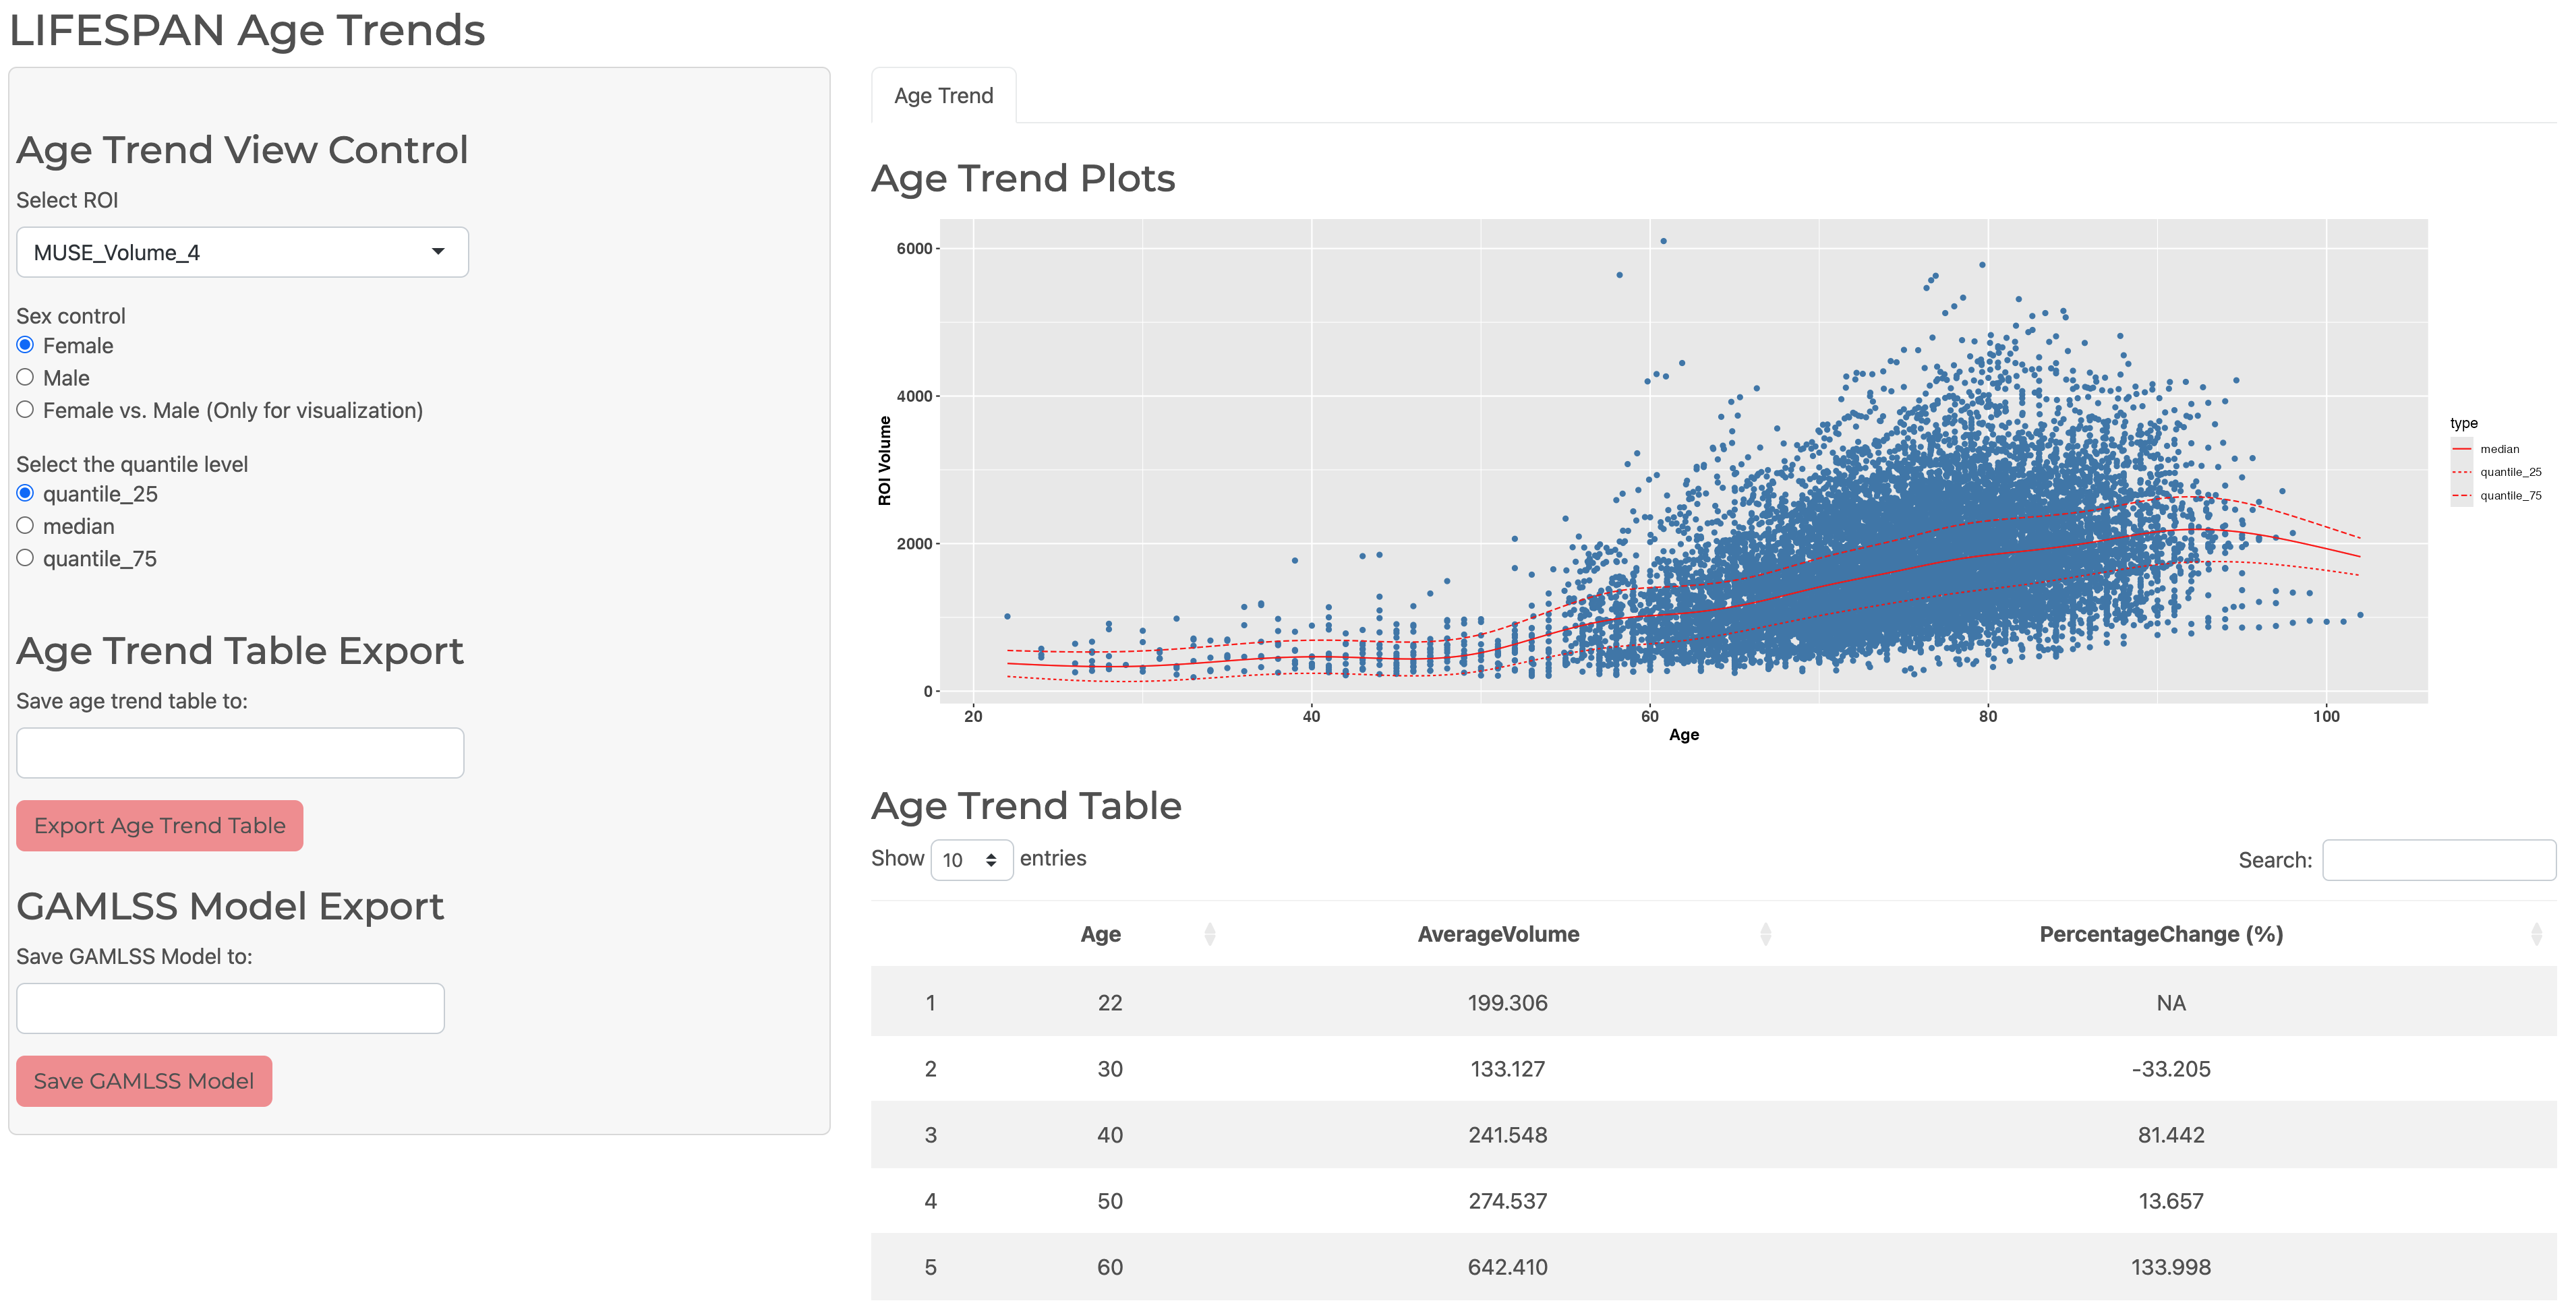 LIFESPAN Age Trends
Age Trend View Control
Select ROI
MUSE_Volume_4
Sex control
Female
Male
Female vs. Male (Only for visualization)
Select the quantile level
quantile_25
median
quantile_75
Age Trend Table Export
Save age trend table to:
Export Age Trend Table
GAMLSS Model Export
Save GAMLSS Model to:
Save GAMLSS Model
Age Trend
Age Trend Plots
6000
4000
2000
0
ROI Volume
20 40 60 80 100
Age
type
median
quantile_25
quantile_75
Age Trend Table
Show 10 entries Search:
Age AverageVolume PercentageChange (%)
1 22 199.306 NA
2 30 133.127 -33.205
3 40 241.548 81.442
4 50 274.537 13.657
5 60 642.410 133.998